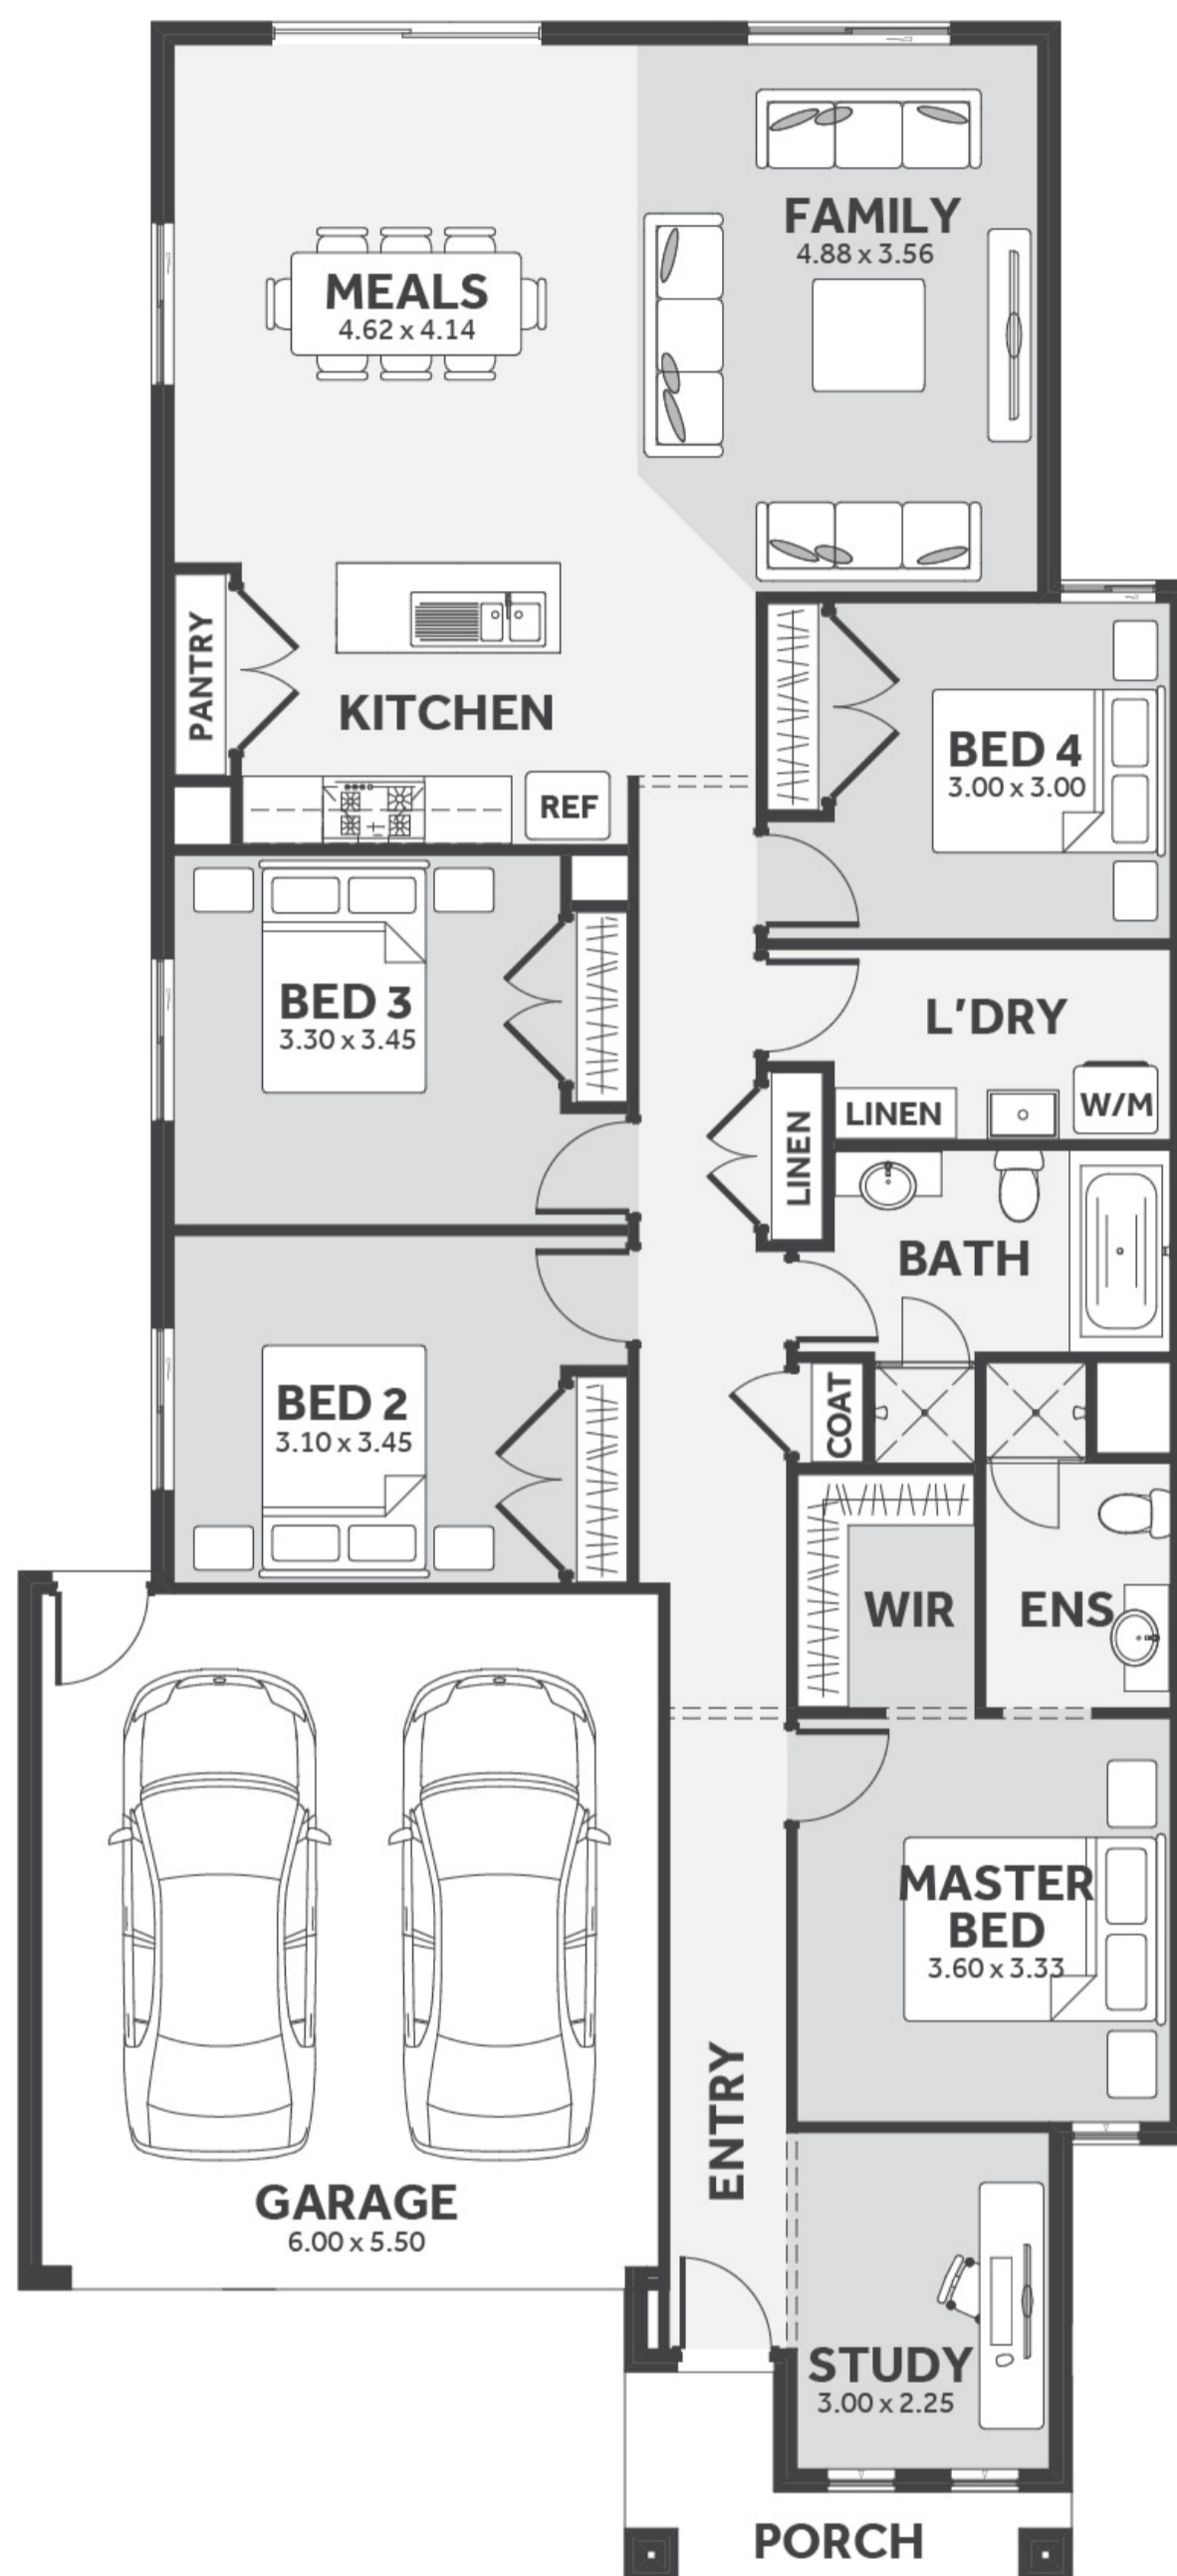 FAMILY
4.88 x 3.56
MEALS
4.62 x 4.14
PANTRY
KITCHEN
BED 4
3.00 x 3.00
REF
BED 3
3.30 x 3.45
L'DRY
LINEN
W/M
LINEN
BATH
BED 2
3.10 x 3.45
COAT
WIR
ENS
MASTER
BED
3.60 x 3.33
ENTRY
GARAGE
6.00 x 5.50
STUDY
3.00 x 2.25
PORCH